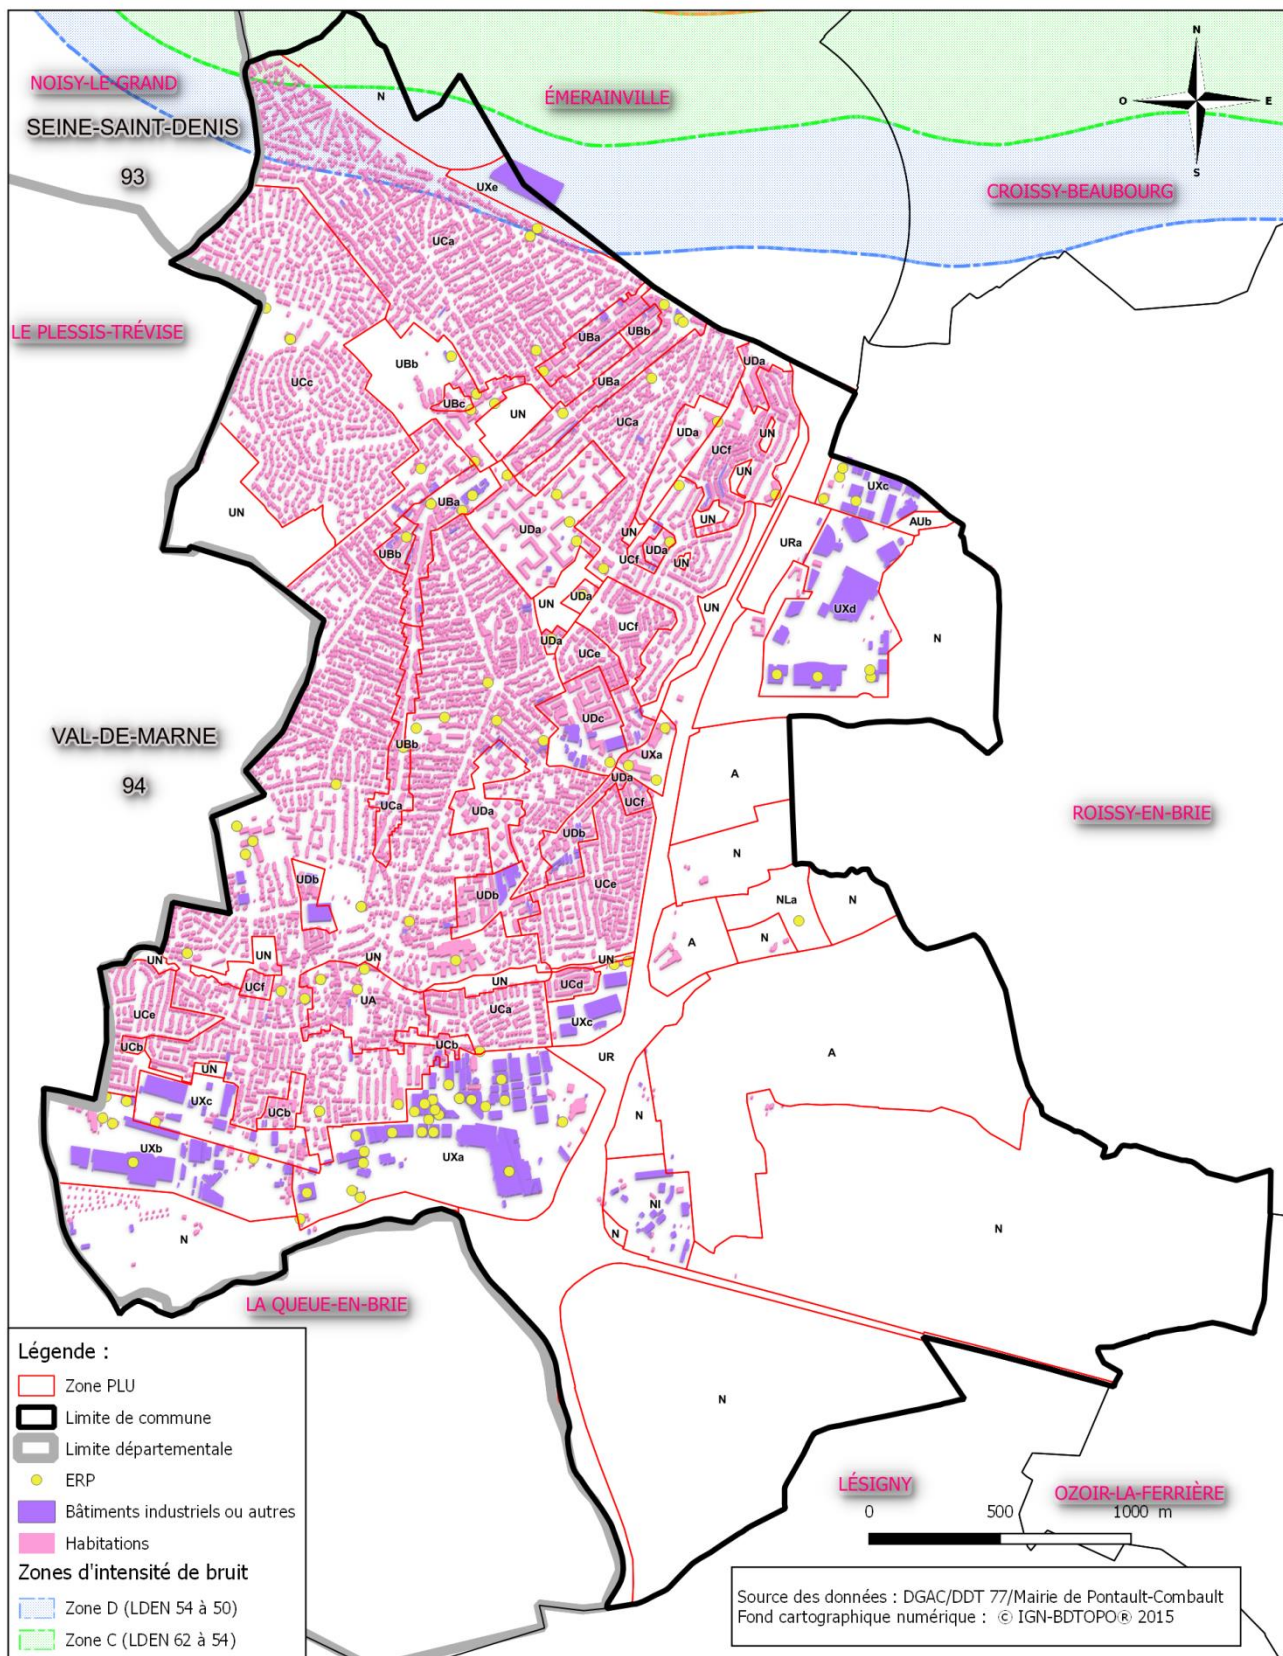 N
NOISY-LE-GRAND
ÉMERAINVILLE
N
O
E
S
SEINE-SAINT-DENIS
93
UXe
CROISSY-BEAUBOURG
UCa
LE PLESSIS-TRÉVISE
UBa
UBb
UBb
UDa
UCc
UBa
UBc
UN
UCa
UDa
UN
UCf
UN
UXc
UN
UBa
UN
AUb
UDa
UN
URa
UBb
UDa
UCf
UN
UDa
UN
UN
UXd
UCf
N
UDa
UCe
UDc
VAL-DE-MARNE
94
UBb
UXa
A
UDa
UCa
UDa
UCf
ROISSY-EN-BRIE
UDb
N
UDb
UDb
UCe
NLa
N
N
A
UN
UN
UN
UN
UN
UCf
UA
UCd
UCe
UCa
UXc
UCb
UCb
UR
A
UN
UXc
UCb
N
UXb
UXa
NI
N
N
N
LA QUEUE-EN-BRIE
N
LÉSIGNY
OZOIR-LA-FERRIÈRE
0 500 1000 m
Légende :
Zone PLU
Limite de commune
Limite départementale
ERP
Bâtiments industriels ou autres
Habitations
Zones d'intensité de bruit
Zone D (LDEN 54 à 50)
Zone C (LDEN 62 à 54)
Source des données : DGAC/DDT 77/Mairie de Pontault-Combault
Fond cartographique numérique : © IGN-BDTOPO® 2015